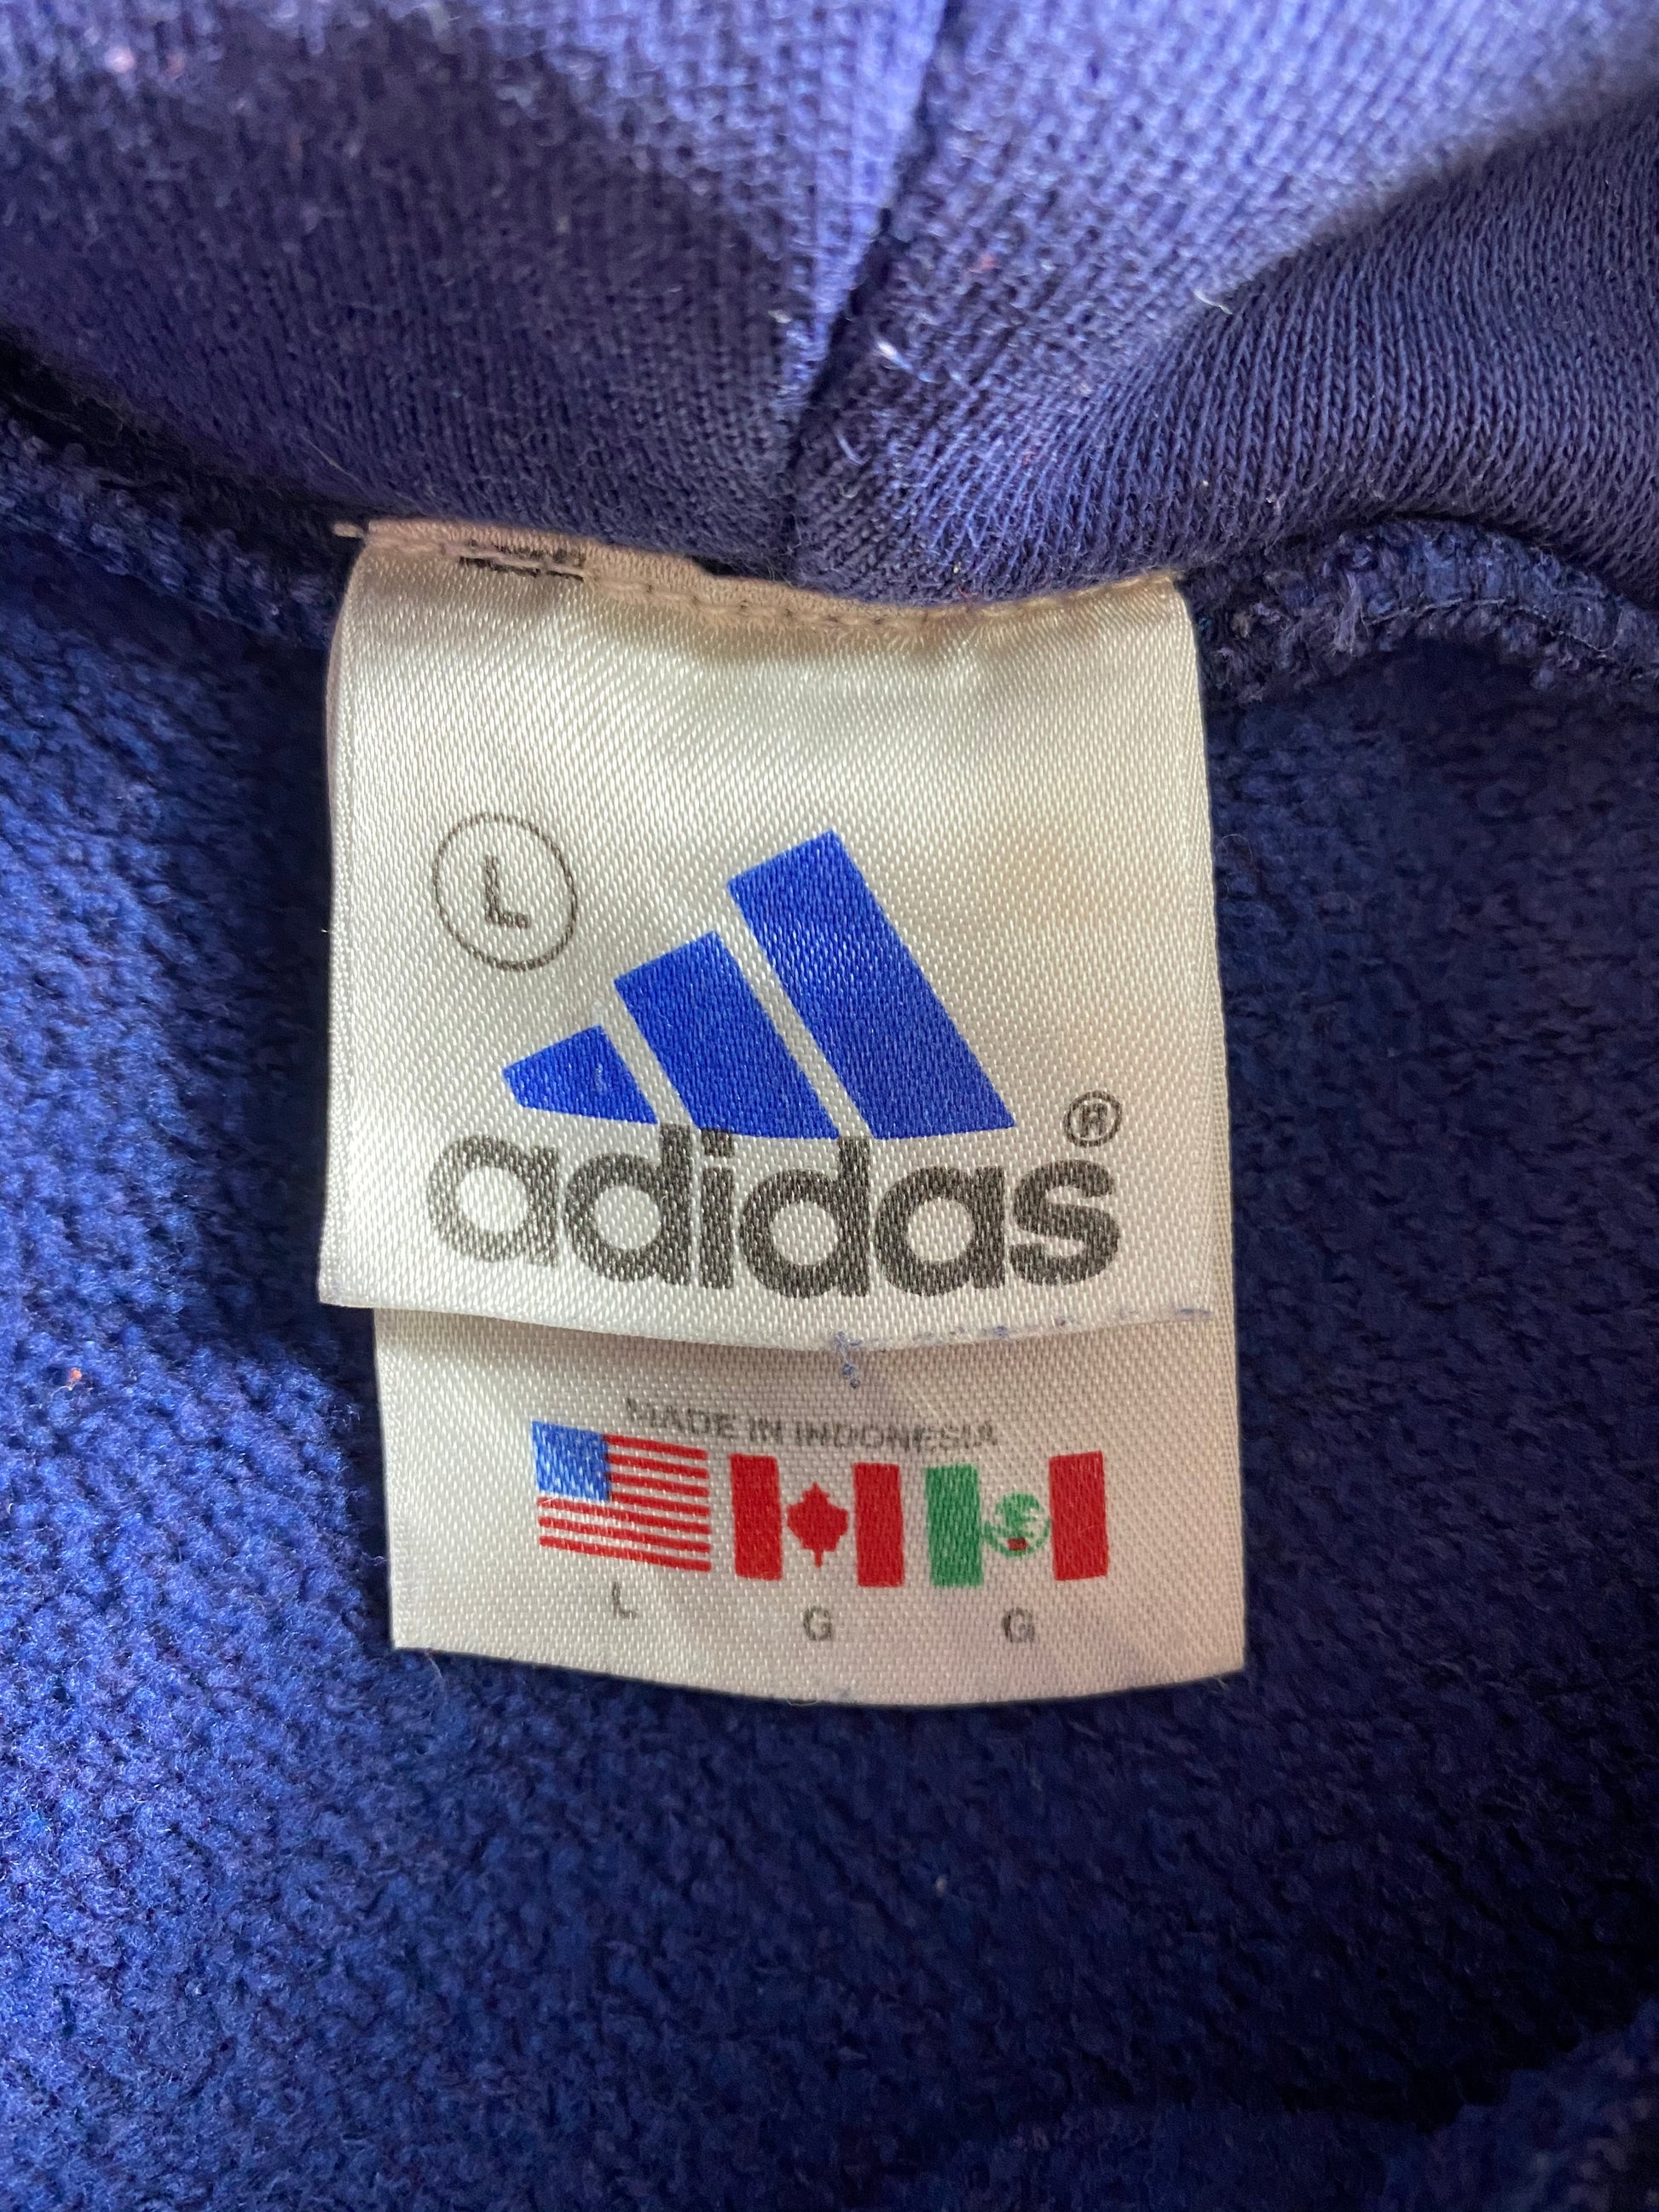 L
®
adidas
MADE IN INDONESIA
L G G